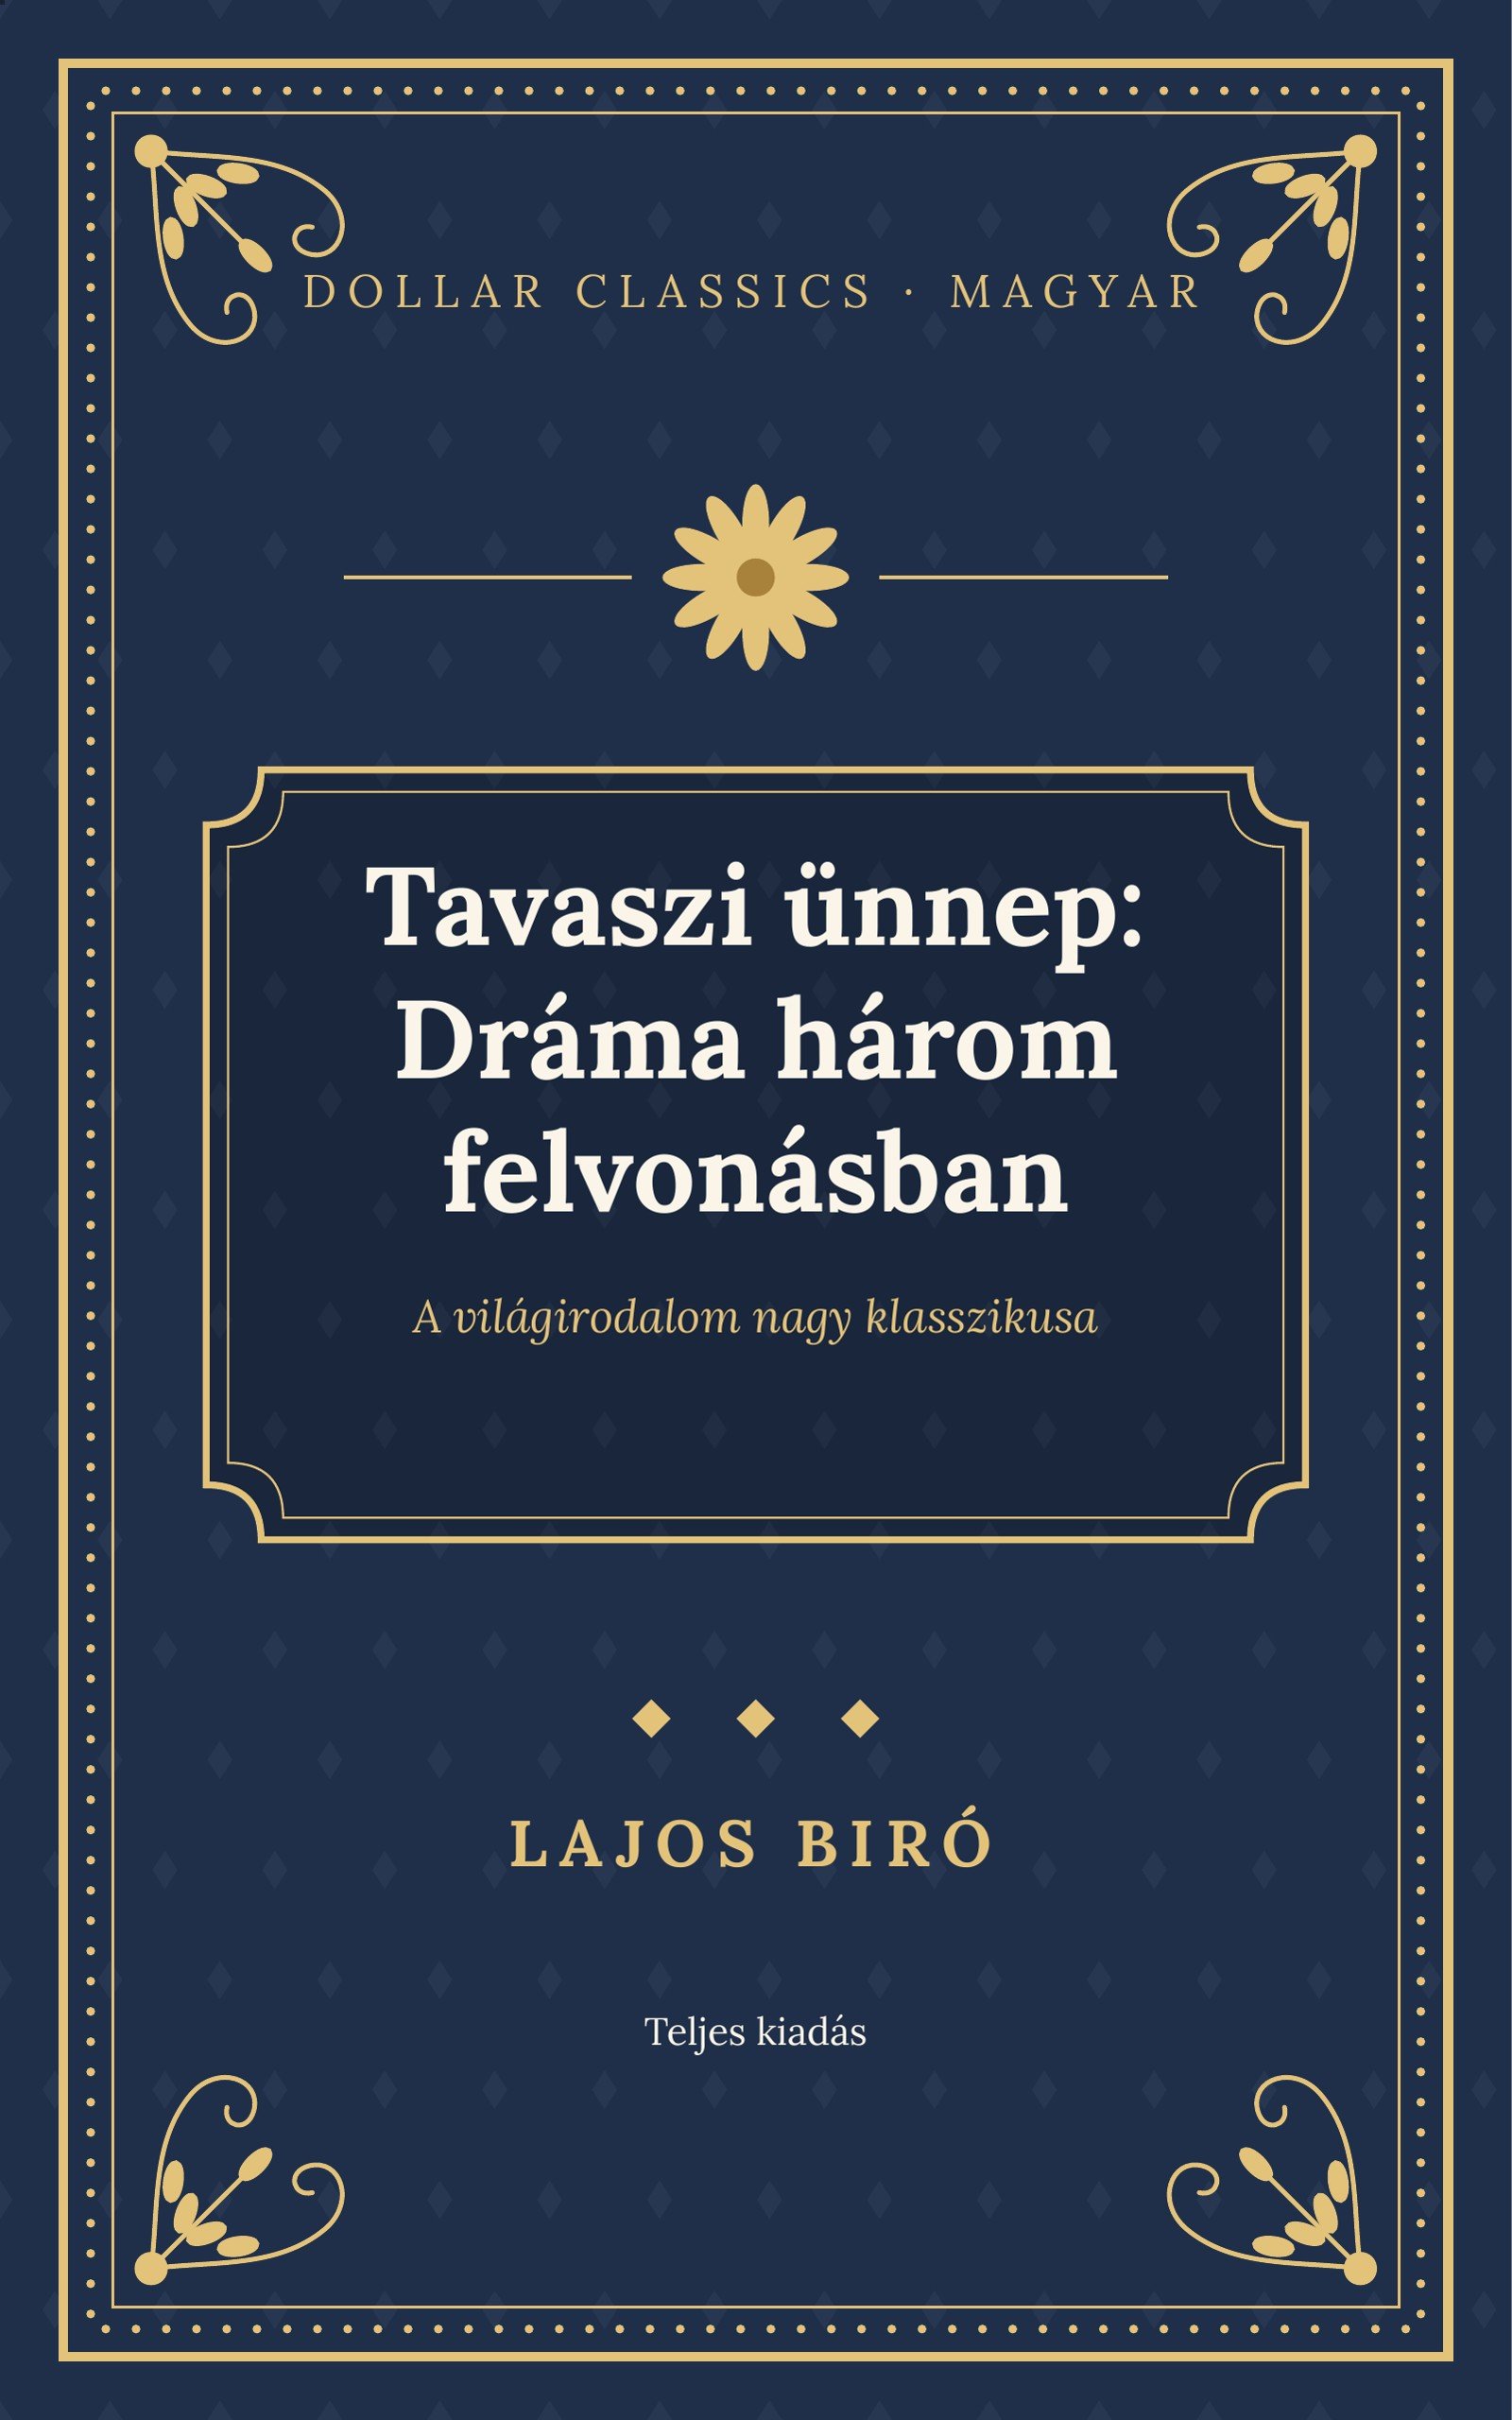 DOLLAR CLASSICS · MAGYAR
Tavaszi ünnep:
Dráma három
felvonásban
A világirodalom nagy klasszikusa
LAJOS BIRÓ
Teljes kiadás